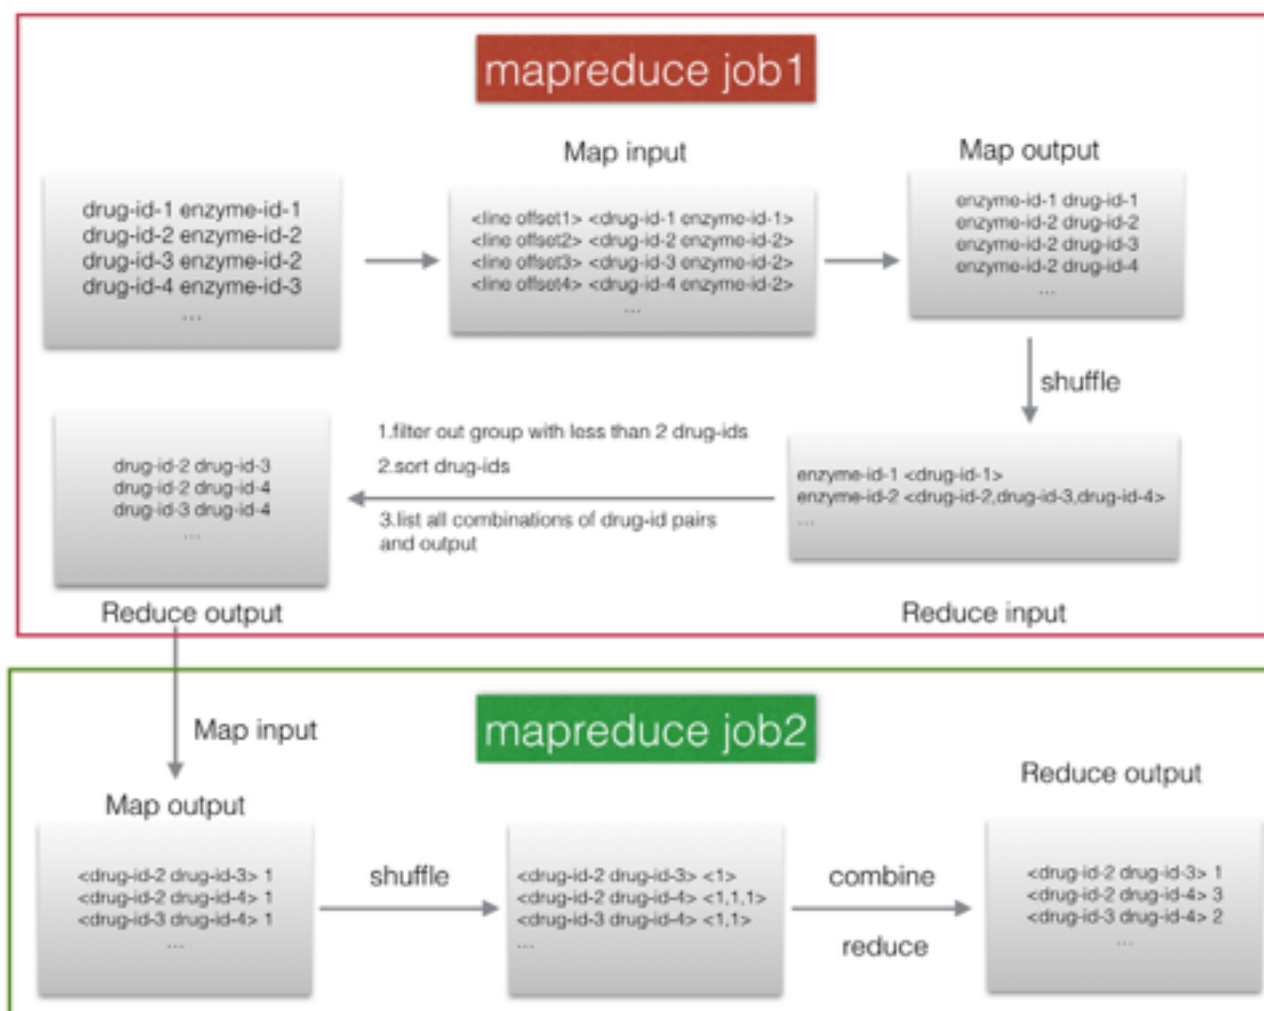 mapreduce job1
Map input
Map output
drug-id-1 enzyme-id-1
drug-id-2 enzyme-id-2
drug-id-3 enzyme-id-2
drug-id-4 enzyme-id-3
...
<line offset1> <drug-id-1 enzyme-id-1>
<line offset2> <drug-id-2 enzyme-id-2>
<line offset3> <drug-id-3 enzyme-id-2>
<line offset4> <drug-id-4 enzyme-id-2>
...
enzyme-id-1 drug-id-1
enzyme-id-2 drug-id-2
enzyme-id-2 drug-id-3
enzyme-id-2 drug-id-4
...
shuffle
enzyme-id-1 <drug-id-1>
enzyme-id-2 <drug-id-2,drug-id-3,drug-id-4>
...
Reduce input
1.filter out group with less than 2 drug-ids
2.sort drug-ids
3.list all combinations of drug-id pairs
and output
drug-id-2 drug-id-3
drug-id-2 drug-id-4
drug-id-3 drug-id-4
...
Reduce output
mapreduce job2
Map input
Map output
<drug-id-2 drug-id-3> 1
<drug-id-2 drug-id-4> 1
<drug-id-3 drug-id-4> 1
...
shuffle
<drug-id-2 drug-id-3> <1>
<drug-id-2 drug-id-4> <1,1,1>
<drug-id-3 drug-id-4> <1,1>
...
combine
reduce
Reduce output
<drug-id-2 drug-id-3> 1
<drug-id-2 drug-id-4> 3
<drug-id-3 drug-id-4> 2
...